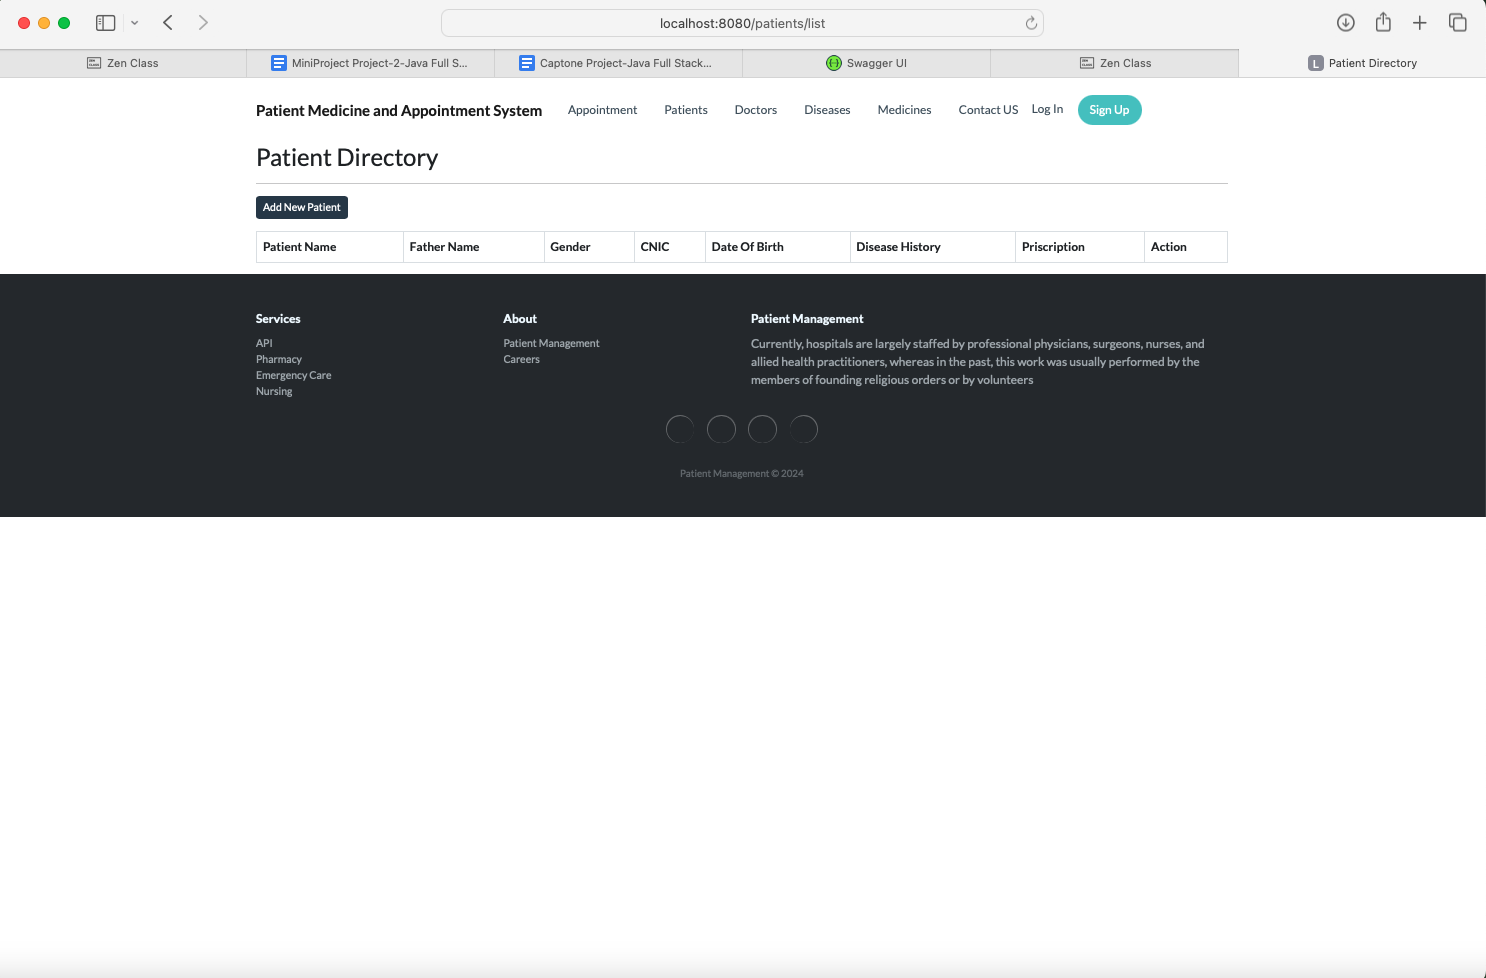 localhost:8080/patients/list
Zen Class
MiniProject Project-2-Java Full S...
Captone Project-Java Full Stack...
Swagger UI
Zen Class
L Patient Directory
Patient Medicine and Appointment System
Appointment
Patients
Doctors
Diseases
Medicines
Contact US
Log In
Sign Up
Patient Directory
Add New Patient
Patient Name
Father Name
Gender
CNIC
Date Of Birth
Disease History
Priscription
Action
Services
API
Pharmacy
Emergency Care
Nursing
About
Patient Management
Careers
Patient Management
Currently, hospitals are largely staffed by professional physicians, surgeons, nurses, and
allied health practitioners, whereas in the past, this work was usually performed by the
members of founding religious orders or by volunteers
Patient Management © 2024